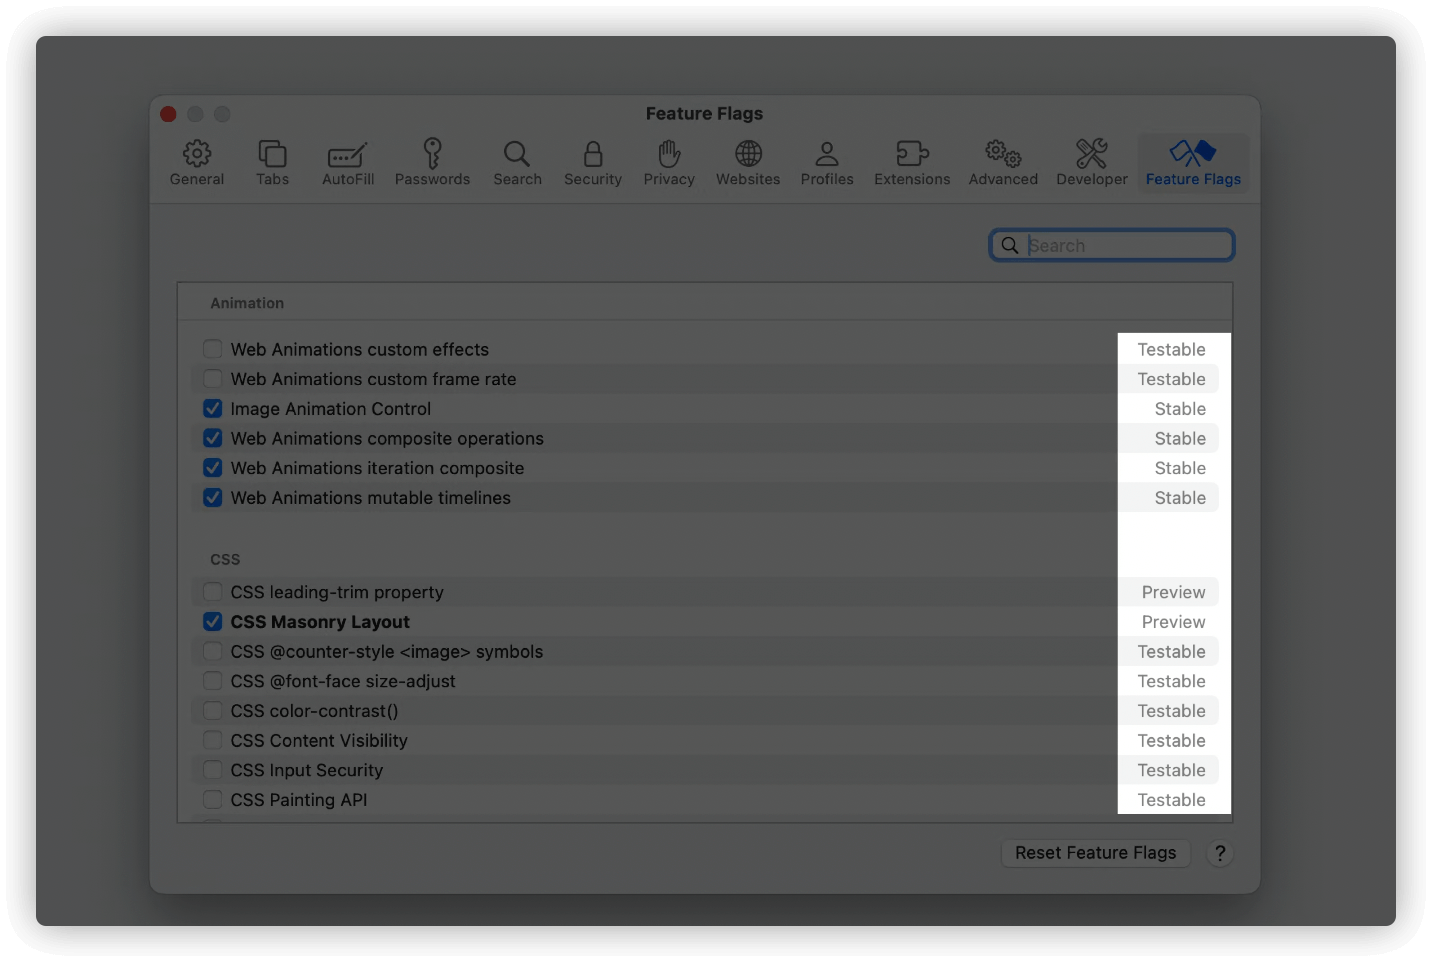 Feature Flags
General Tabs AutoFill Passwords Search Security Privacy Websites Profiles Extensions Advanced Developer Feature Flags
Search
Animation
Web Animations custom effects Testable
Web Animations custom frame rate Testable
Image Animation Control Stable
Web Animations composite operations Stable
Web Animations iteration composite Stable
Web Animations mutable timelines Stable
CSS
CSS leading-trim property Preview
CSS Masonry Layout Preview
CSS @counter-style <image> symbols Testable
CSS @font-face size-adjust Testable
CSS color-contrast() Testable
CSS Content Visibility Testable
CSS Input Security Testable
CSS Painting API Testable
Reset Feature Flags ?